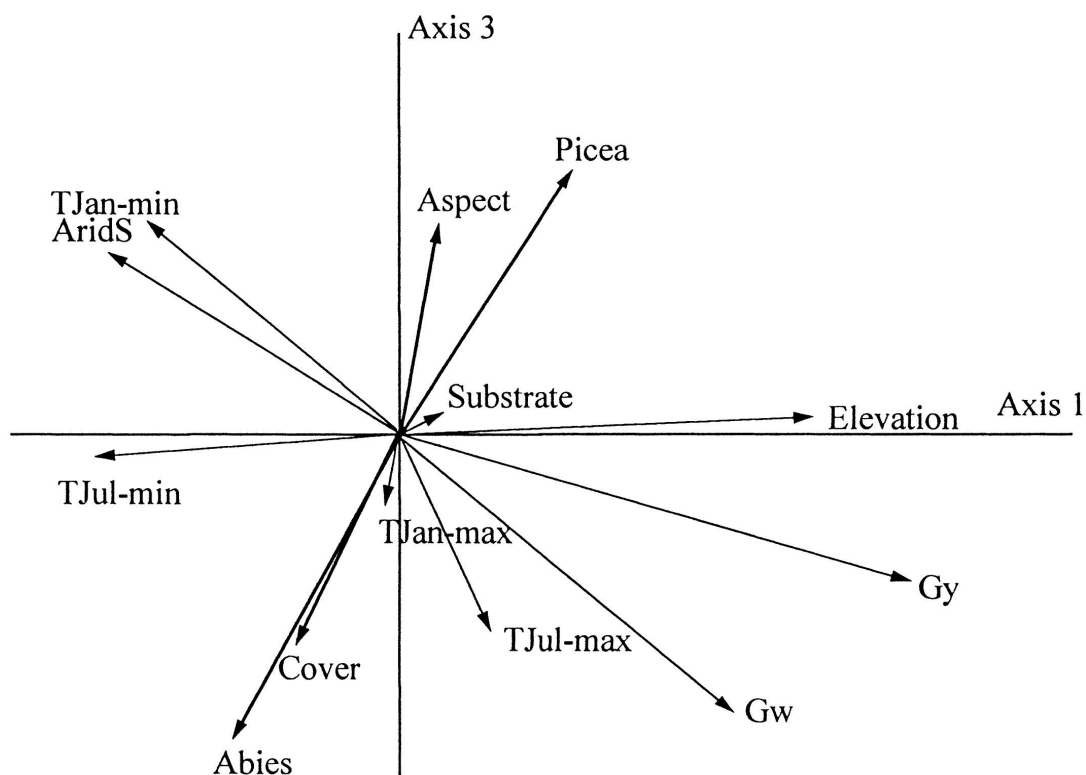 Axis 3
Picea
Aspect
TJan-min
AridS
Substrate
Axis 1
Elevation
TJul-min
TJan-max
Gy
TJul-max
Cover
Gw
Abies